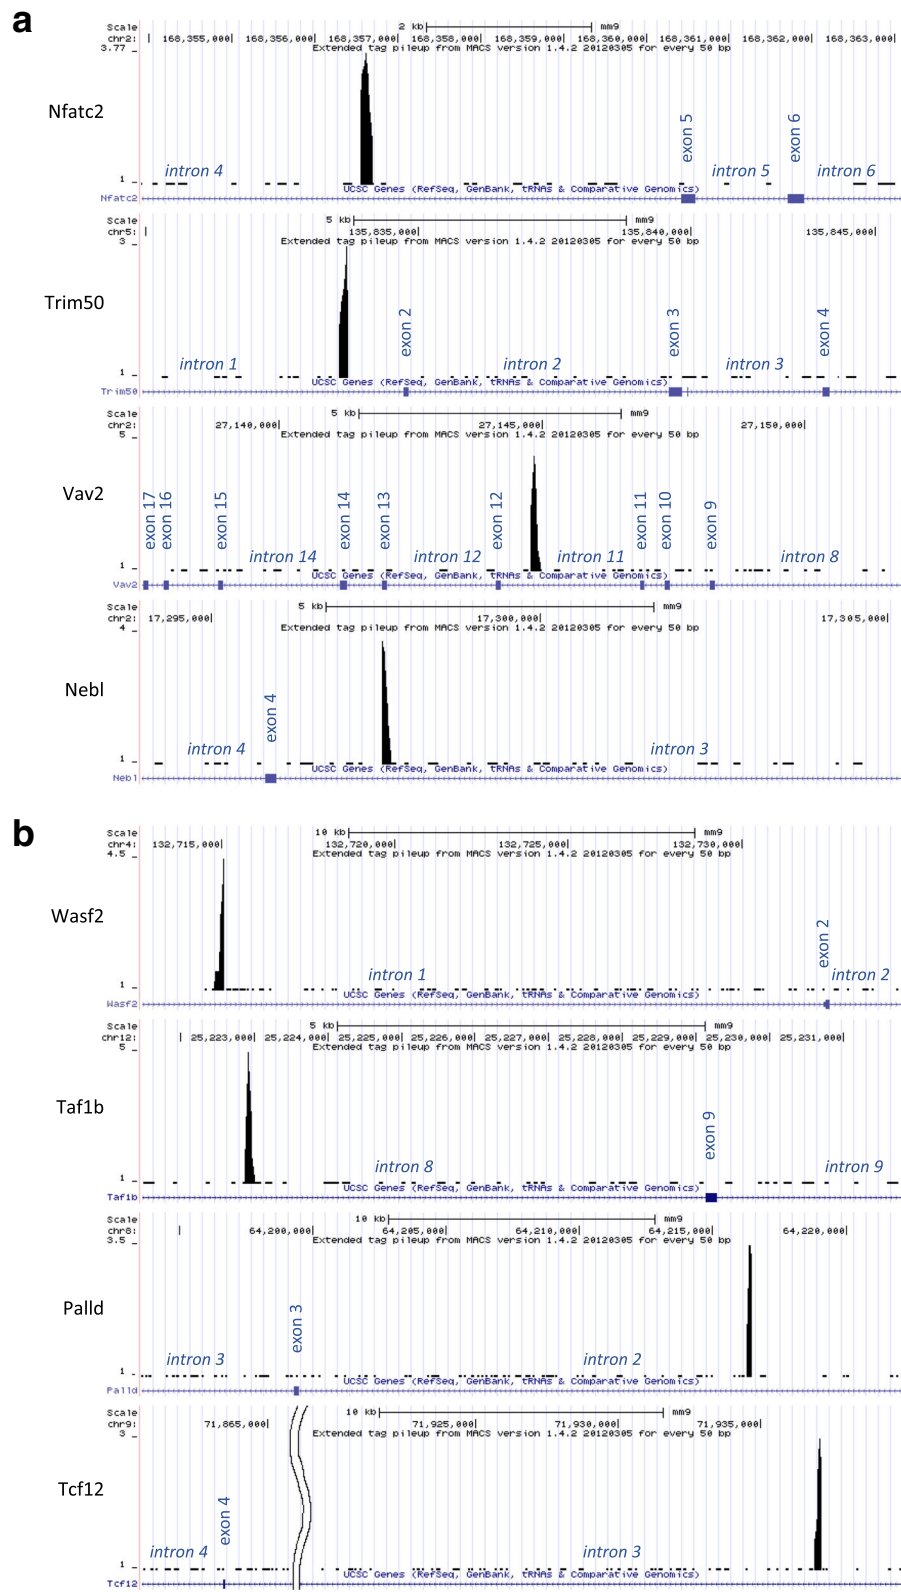 a
Scale 2 kb mm9
chr2: 168,355,000 168,356,000 168,357,000 168,358,000 168,359,000 168,360,000 168,361,000 168,362,000 168,363,000
3.77 Extended tag pileup from MACS version 1.4.2 20120305 for every 50 bp
Nfatc2
exon 5 exon 6
intron 4 intron 5 intron 6
1
UCSC Genes (RefSeq, GenBank, tRNAs & Comparative Genomics)
Nfatc2
Scale 5 kb mm9
chr5: 135,835,000 135,840,000 135,845,000
3 Extended tag pileup from MACS version 1.4.2 20120305 for every 50 bp
Trim50
exon 2 exon 3 exon 4
intron 1 intron 2 intron 3
1
UCSC Genes (RefSeq, GenBank, tRNAs & Comparative Genomics)
Trim50
Scale 5 kb mm9
chr2: 27,140,000 27,145,000 27,150,000
5 Extended tag pileup from MACS version 1.4.2 20120305 for every 50 bp
Vav2
exon 17 exon 16 exon 15 exon 14 exon 13 exon 12 exon 11 exon 10 exon 9
intron 14 intron 12 intron 11 intron 8
1
UCSC Genes (RefSeq, GenBank, tRNAs & Comparative Genomics)
Vav2
Scale 5 kb mm9
chr2: 17,295,000 17,300,000 17,305,000
4 Extended tag pileup from MACS version 1.4.2 20120305 for every 50 bp
Nebl
exon 4
intron 4 intron 3
1
UCSC Genes (RefSeq, GenBank, tRNAs & Comparative Genomics)
Nebl
b
Scale 10 kb mm9
chr4: 132,715,000 132,720,000 132,725,000 132,730,000
4.5 Extended tag pileup from MACS version 1.4.2 20120305 for every 50 bp
Wasf2
exon 2
intron 1 intron 2
1
UCSC Genes (RefSeq, GenBank, tRNAs & Comparative Genomics)
Wasf2
Scale 5 kb mm9
chr12: 25,223,000 25,224,000 25,225,000 25,226,000 25,227,000 25,228,000 25,229,000 25,230,000 25,231,000
5 Extended tag pileup from MACS version 1.4.2 20120305 for every 50 bp
Taf1b
exon 9
intron 8 intron 9
1
UCSC Genes (RefSeq, GenBank, tRNAs & Comparative Genomics)
Taf1b
Scale 10 kb mm9
chr8: 64,200,000 64,205,000 64,210,000 64,215,000 64,220,000
3.5 Extended tag pileup from MACS version 1.4.2 20120305 for every 50 bp
Palld
exon 3
intron 3 intron 2
1
UCSC Genes (RefSeq, GenBank, tRNAs & Comparative Genomics)
Palld
Scale 10 kb mm9
chr9: 71,865,000 71,925,000 71,930,000 71,935,000
3 Extended tag pileup from MACS version 1.4.2 20120305 for every 50 bp
Tcf12
exon 4
intron 4 intron 3
1
UCSC Genes (RefSeq, GenBank, tRNAs & Comparative Genomics)
Tcf12